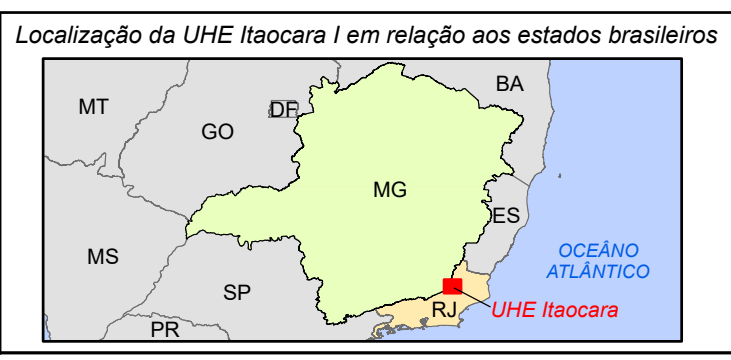 Localização da UHE Itaocara I em relação aos estados brasileiros
BA
MT
DF
GO
MG
ES
MS
OCEÂNO
ATLÂNTICO
SP
RJ
UHE Itaocara
PR